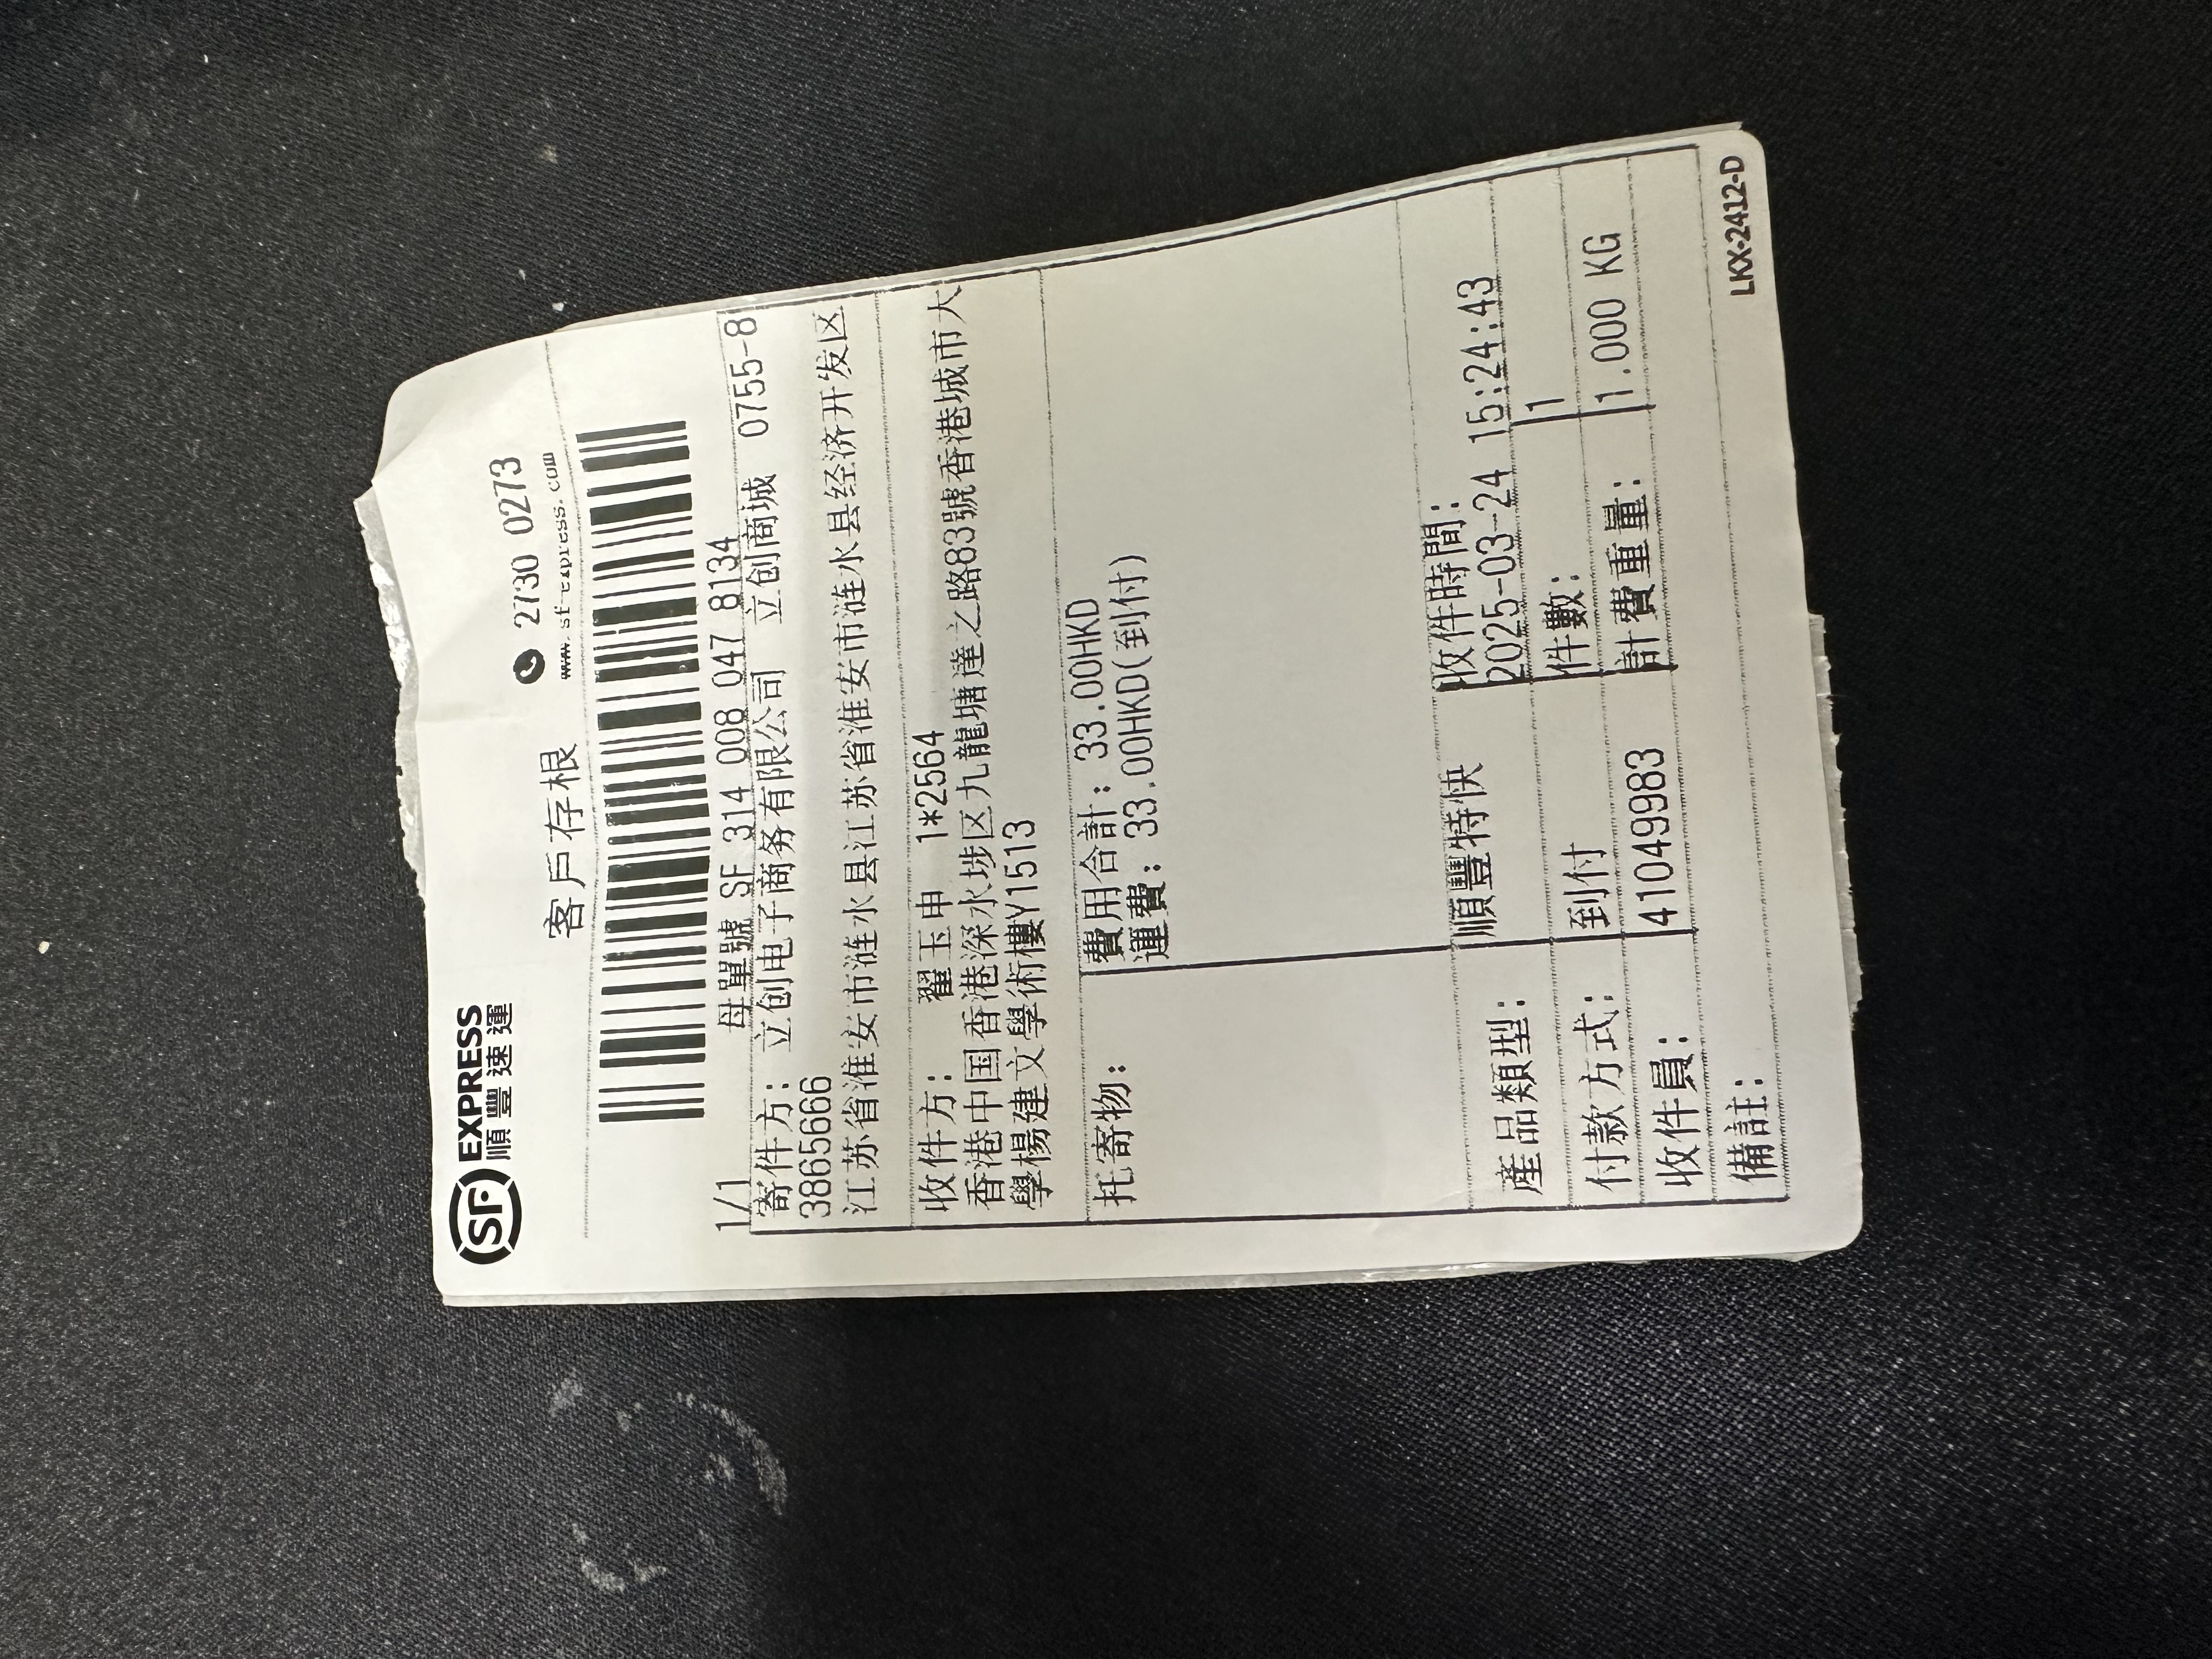 SF EXPRESS
順豐速運
2730 0273
客戶存根
www.sf-express.com
1/1 母單號 SF 314 008 047 8134
寄件方: 立创电子商务有限公司 立创商城 0755-8
3865666
江苏省淮安市涟水县江苏省淮安市涟水县经济开发区
收件方: 翟玉申 1*2564
香港中国香港深水埗区九龍塘達之路83號香港城市大
學楊建文學術樓Y1513
托寄物:
費用合計: 33.00HKD
運費: 33.00HKD(到付)
產品類型: 順豐特快
收件時間:
2025-03-24 15:24:43
付款方式: 到付 件數: 1
收件員: 41049983 計費重量: 1.000 KG
備註:
LKX-2412-D